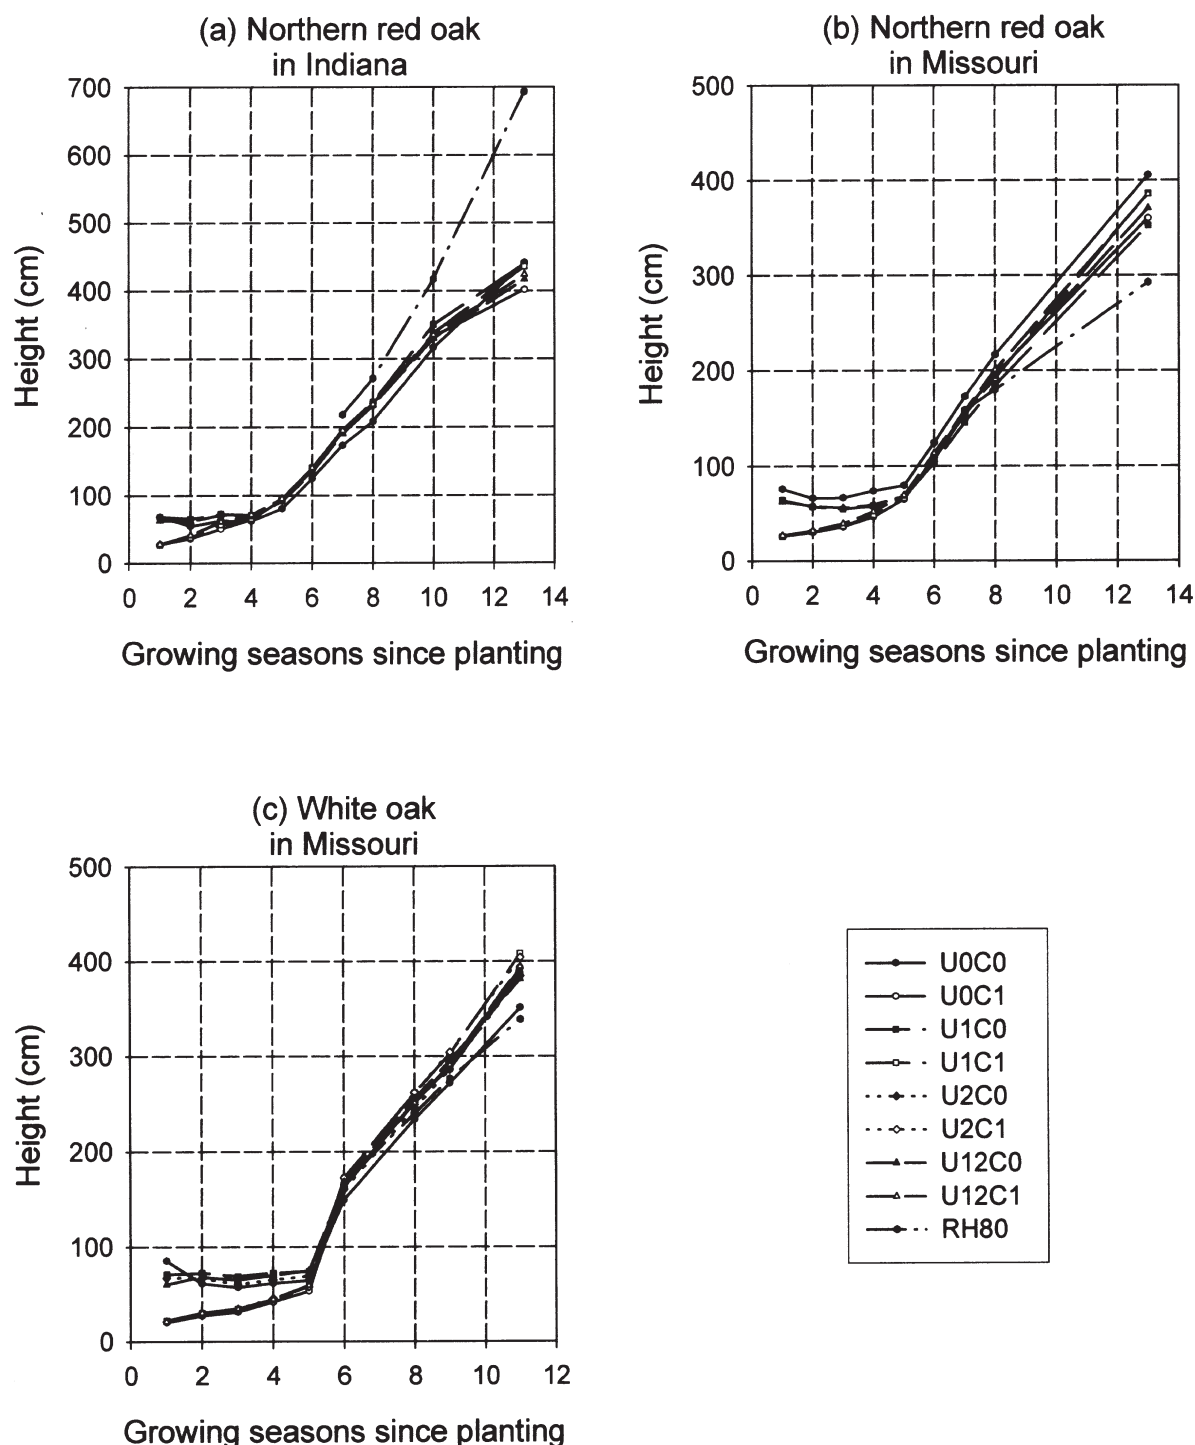 (a) Northern red oak
in Indiana
700
600
500
400
300
200
100
0
0 2 4 6 8 10 12 14
Height (cm)
Growing seasons since planting
(b) Northern red oak
in Missouri
500
400
300
200
100
0
0 2 4 6 8 10 12 14
Height (cm)
Growing seasons since planting
(c) White oak
in Missouri
500
400
300
200
100
0
0 2 4 6 8 10 12
Height (cm)
Growing seasons since planting
U0C0
U0C1
U1C0
U1C1
U2C0
U2C1
U12C0
U12C1
RH80